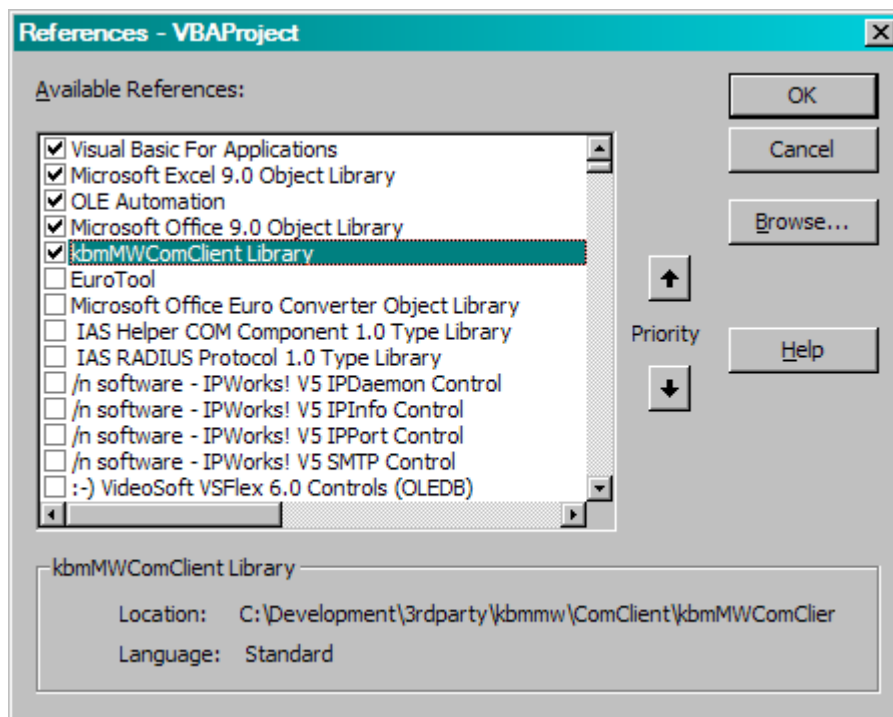 References - VBAProject
Available References:
Visual Basic For Applications
Microsoft Excel 9.0 Object Library
OLE Automation
Microsoft Office 9.0 Object Library
kbmMWComClient Library
EuroTool
Microsoft Office Euro Converter Object Library
IAS Helper COM Component 1.0 Type Library
IAS RADIUS Protocol 1.0 Type Library
/n software - IPWorks! V5 IPDaemon Control
/n software - IPWorks! V5 IPInfo Control
/n software - IPWorks! V5 IPPort Control
/n software - IPWorks! V5 SMTP Control
:-) VideoSoft VSFlex 6.0 Controls (OLEDB)
Priority
OK
Cancel
Browse...
Help
kbmMWComClient Library
Location: C:\Development\3rdparty\kbmmw\ComClient\kbmMWComClier
Language: Standard